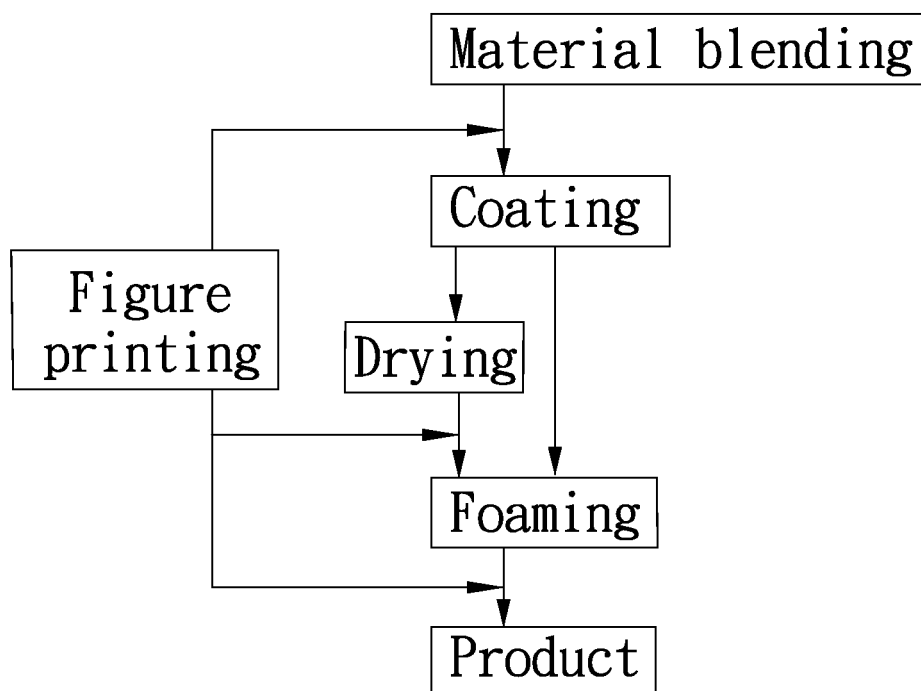 Material blending
Coating
Figure
printing
Drying
Foaming
Product